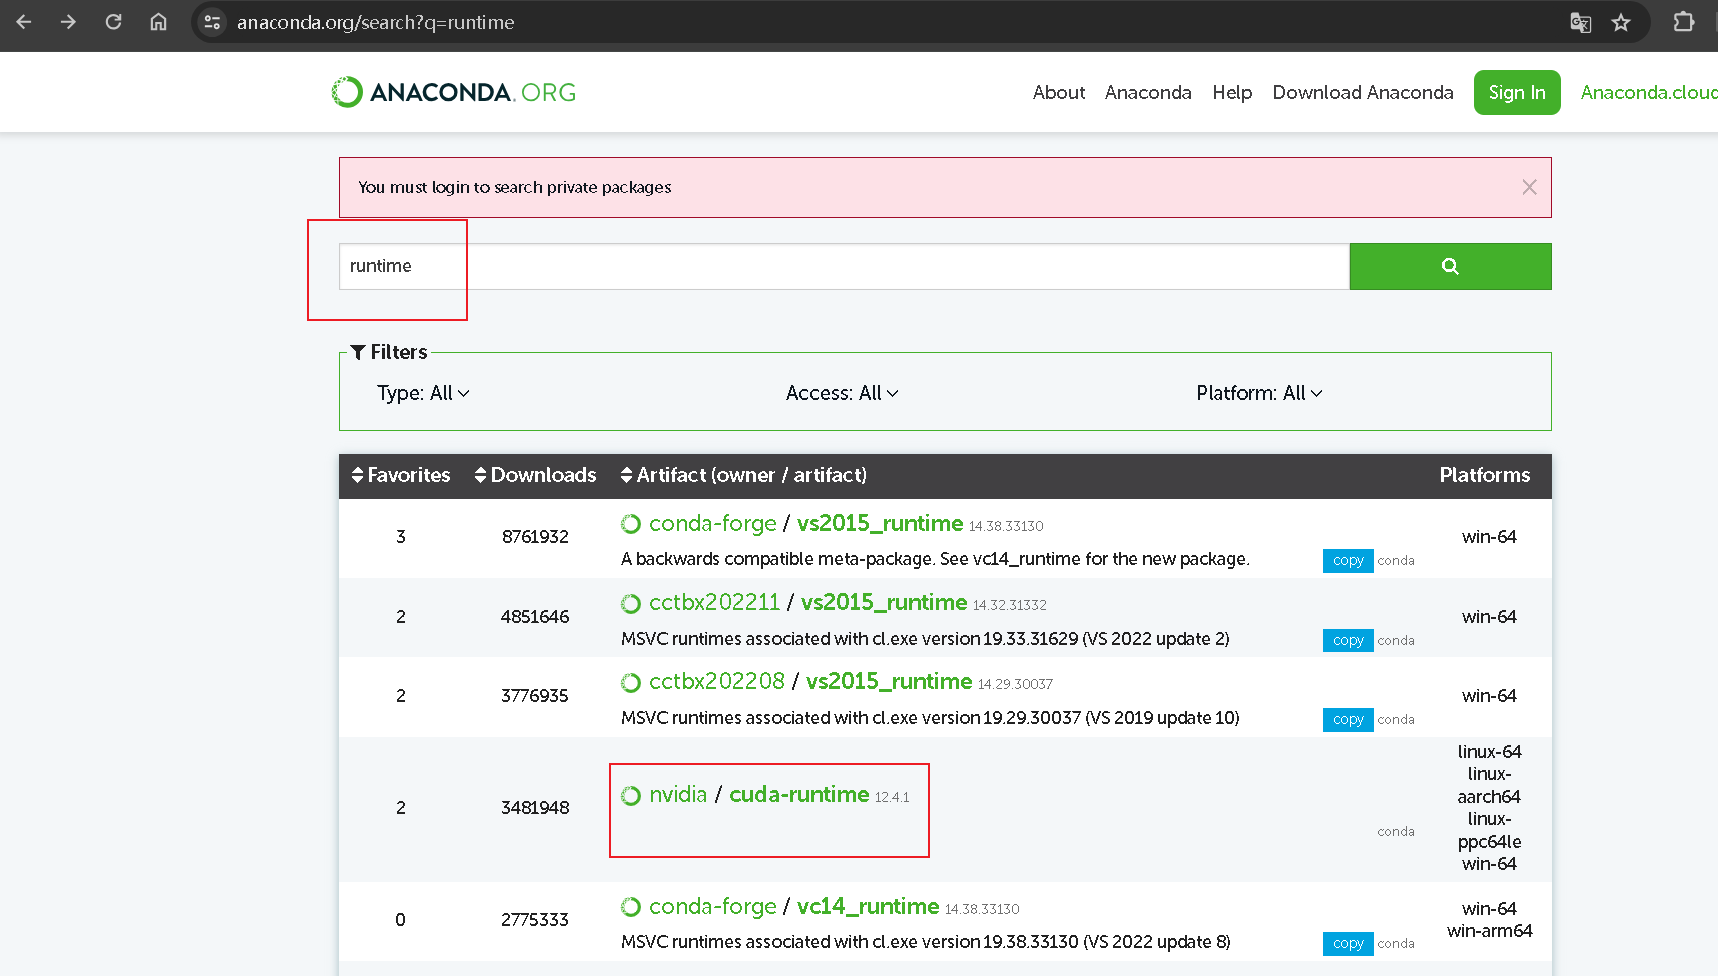 anaconda.org/search?q=runtime
ANACONDA.ORG
About Anaconda Help Download Anaconda Sign In Anaconda.cloud
You must login to search private packages
runtime
Filters
Type: All Access: All Platform: All
Favorites Downloads Artifact (owner / artifact) Platforms
3 8761932 conda-forge / vs2015_runtime 14.38.33130 win-64
A backwards compatible meta-package. See vc14_runtime for the new package. copy conda
2 4851646 cctbx202211 / vs2015_runtime 14.32.31332 win-64
MSVC runtimes associated with cl.exe version 19.33.31629 (VS 2022 update 2) copy conda
2 3776935 cctbx202208 / vs2015_runtime 14.29.30037 win-64
MSVC runtimes associated with cl.exe version 19.29.30037 (VS 2019 update 10) copy conda
2 3481948 nvidia / cuda-runtime 12.4.1 conda
linux-64
linux-
aarch64
linux-
ppc64le
win-64
0 2775333 conda-forge / vc14_runtime 14.38.33130 win-64
win-arm64
MSVC runtimes associated with cl.exe version 19.38.33130 (VS 2022 update 8) copy conda